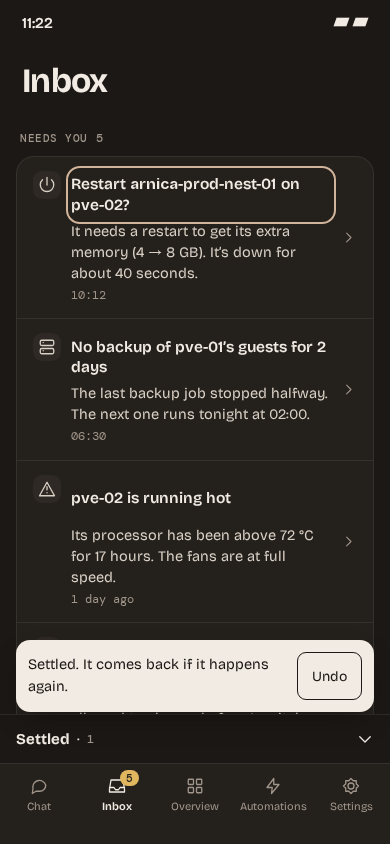 11:22
Inbox
NEEDS YOU 5
Restart arnica-prod-nest-01 on
pve-02?
It needs a restart to get its extra
memory (4 → 8 GB). It's down for
about 40 seconds.
10:12
No backup of pve-01's guests for 2
days
The last backup job stopped halfway.
The next one runs tonight at 02:00.
06:30
pve-02 is running hot
Its processor has been above 72 °C
for 17 hours. The fans are at full
speed.
1 day ago
Settled. It comes back if it happens
again.
Undo
Settled · 1
5
Chat
Inbox
Overview
Automations
Settings